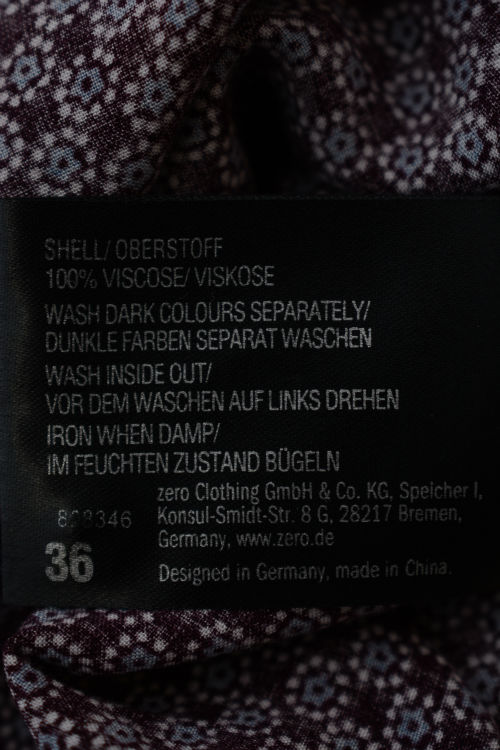 SHELL/ OBERSTOFF
100% VISCOSE/ VISKOSE
WASH DARK COLOURS SEPARATELY/
DUNKLE FARBEN SEPARAT WASCHEN
WASH INSIDE OUT/
VOR DEM WASCHEN AUF LINKS DREHEN
IRON WHEN DAMP/
IM FEUCHTEN ZUSTAND BÜGELN
zero Clothing GmbH & Co. KG, Speicher I,
Konsul-Smidt-Str. 8 G, 28217 Bremen,
Germany, www.zero.de
36
Designed in Germany, made in China.